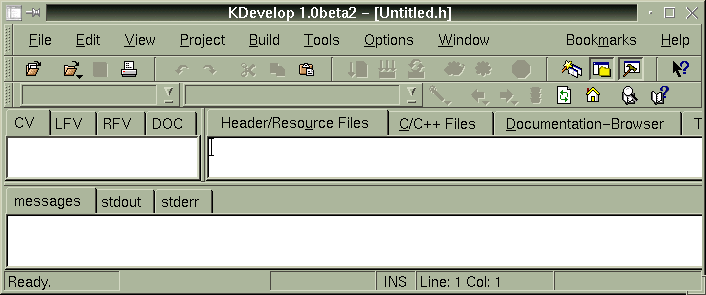 KDevelop 1.0beta2 – [Untitled.h]
File Edit View Project Build Tools Options Window Bookmarks Help
CV LFV RFV DOC Header/Resource Files C/C++ Files Documentation–Browser T
messages stdout stderr
Ready. INS Line: 1 Col: 1